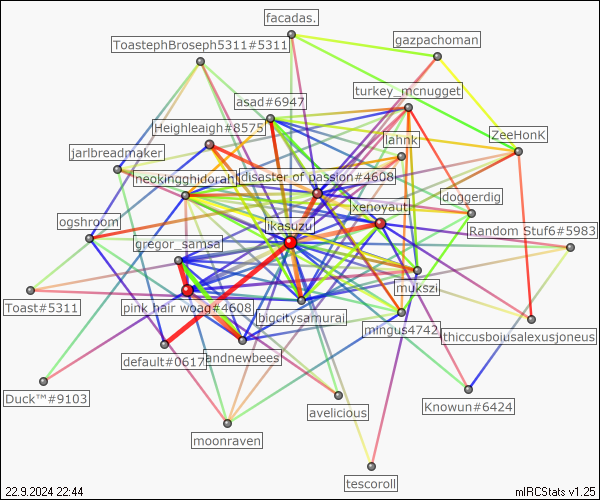 facadas.
ToastephBroseph5311#5311
gazpachoman
turkey_mcnugget
asad#6947
Heighleaigh#8575
ZeeHonK
lahnk
jarlbreadmaker
neokingghidorah
disaster of passion#4608
doggerdig
xenovaut
ogshroom
ikasuzu
Random Stuf6#5983
gregor_samsa
mukszi
Toast#5311
pink hair woag#4608
bigcitysamurai
mingus4742
thiccusboiusalexusjoneus
default#0617
andnewbees
Duck™#9103
avelicious
Knowun#6424
moonraven
tescoroll
22.9.2024 22:44
mIRCStats v1.25